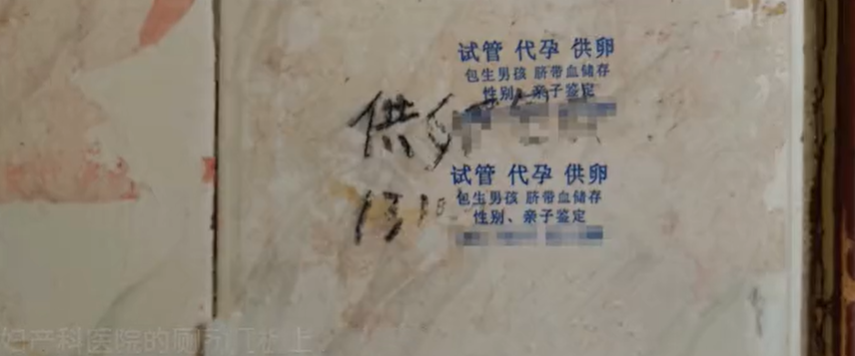 试管 代孕 供卵
包生男孩 脐带血储存
性别、亲子鉴定
供卵
试管 代孕 供卵
包生男孩 脐带血储存
性别、亲子鉴定
1310
妇产科医院的厕所门板上